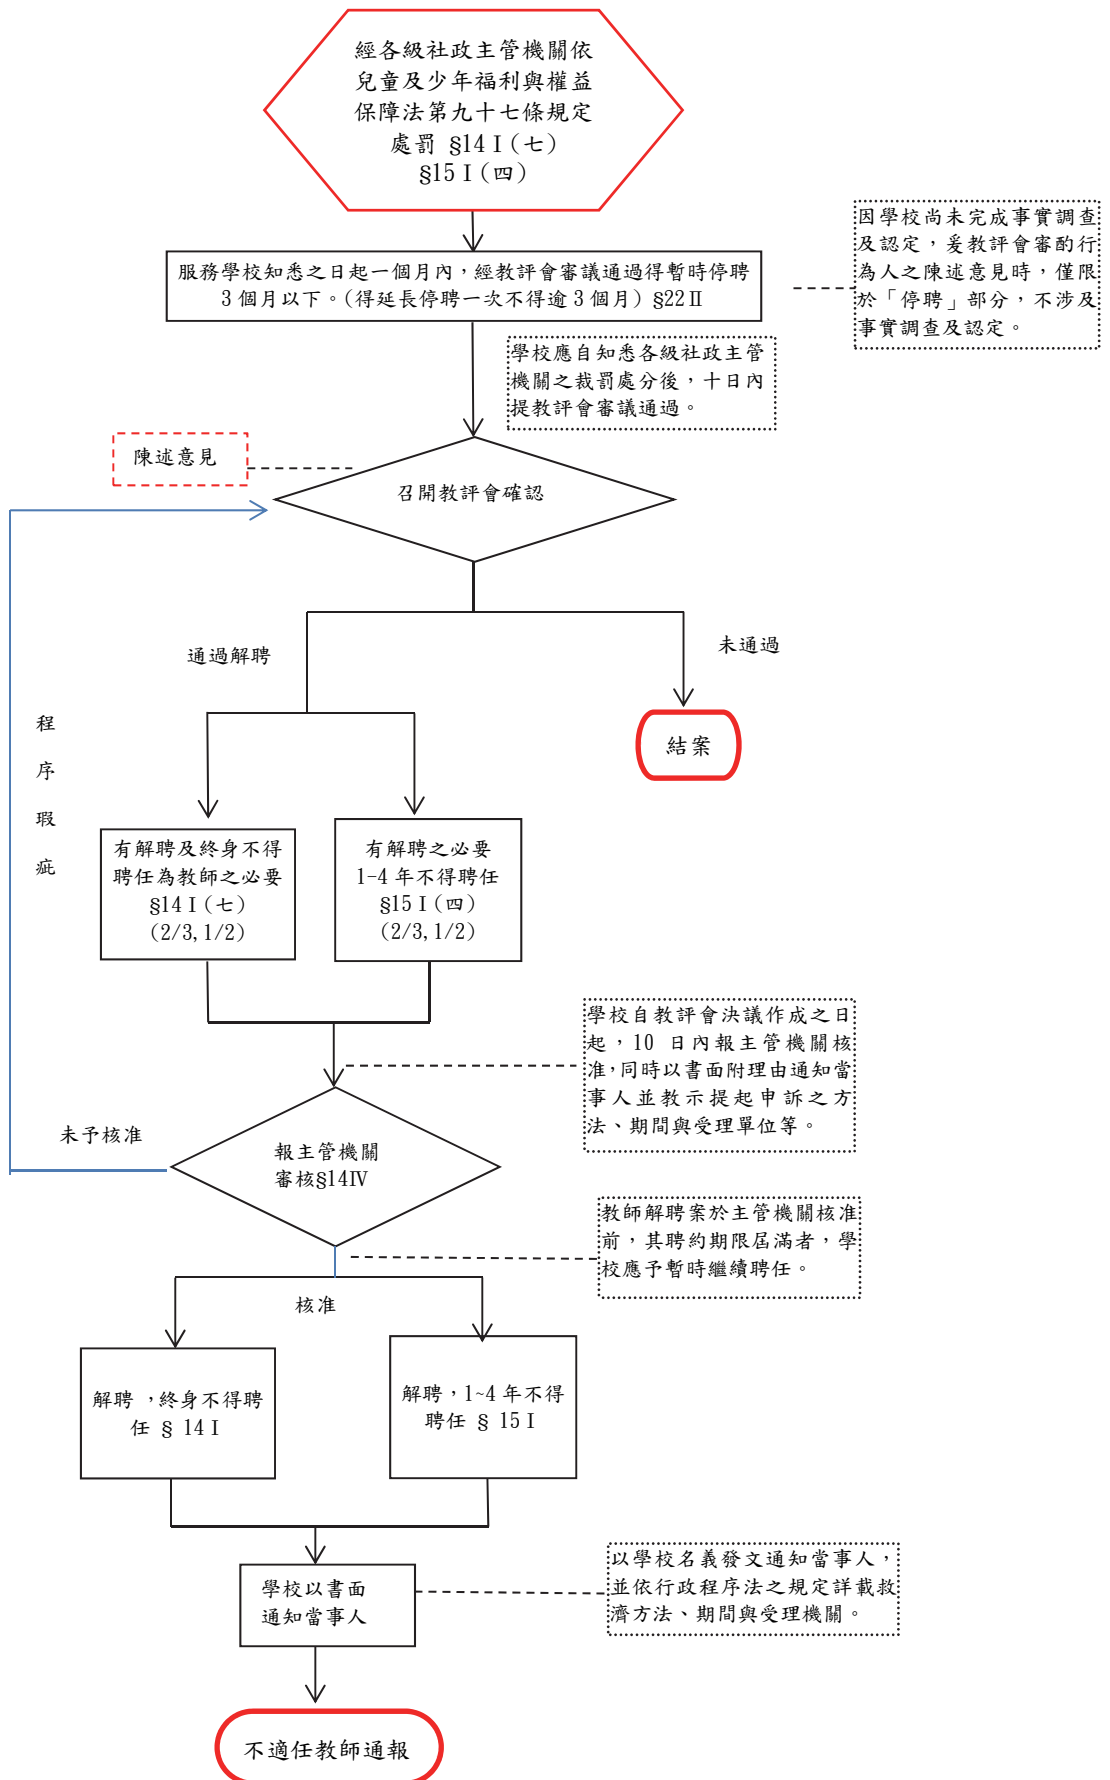 經各級社政主管機關依
兒童及少年福利與權益
保障法第九十七條規定
處罰 §14Ⅰ(七)
§15Ⅰ(四)
因學校尚未完成事實調查
及認定，爰教評會審酌行
為人之陳述意見時，僅限
於「停聘」部分，不涉及
事實調查及認定。
服務學校知悉之日起一個月內，經教評會審議通過得暫時停聘
3 個月以下。(得延長停聘一次不得逾 3 個月) §22Ⅱ
學校應自知悉各級社政主管
機關之裁罰處分後，十日內
提教評會審議通過。
陳述意見
召開教評會確認
通過解聘
未通過
結案
程
序
瑕
疵
有解聘及終身不得
聘任為教師之必要
§14Ⅰ(七)
(2/3, 1/2)
有解聘之必要
1-4 年不得聘任
§15Ⅰ(四)
(2/3, 1/2)
學校自教評會決議作成之日
起，10 日內報主管機關核
准，同時以書面附理由通知當
事人並教示提起申訴之方
法、期間與受理單位等。
未予核准
報主管機關
審核§14Ⅳ
教師解聘案於主管機關核准
前，其聘約期限屆滿者，學
校應予暫時繼續聘任。
核准
解聘 ，終身不得聘
任 § 14Ⅰ
解聘，1~4 年不得
聘任 § 15Ⅰ
學校以書面
通知當事人
以學校名義發文通知當事人，
並依行政程序法之規定詳載救
濟方法、期間與受理機關。
不適任教師通報